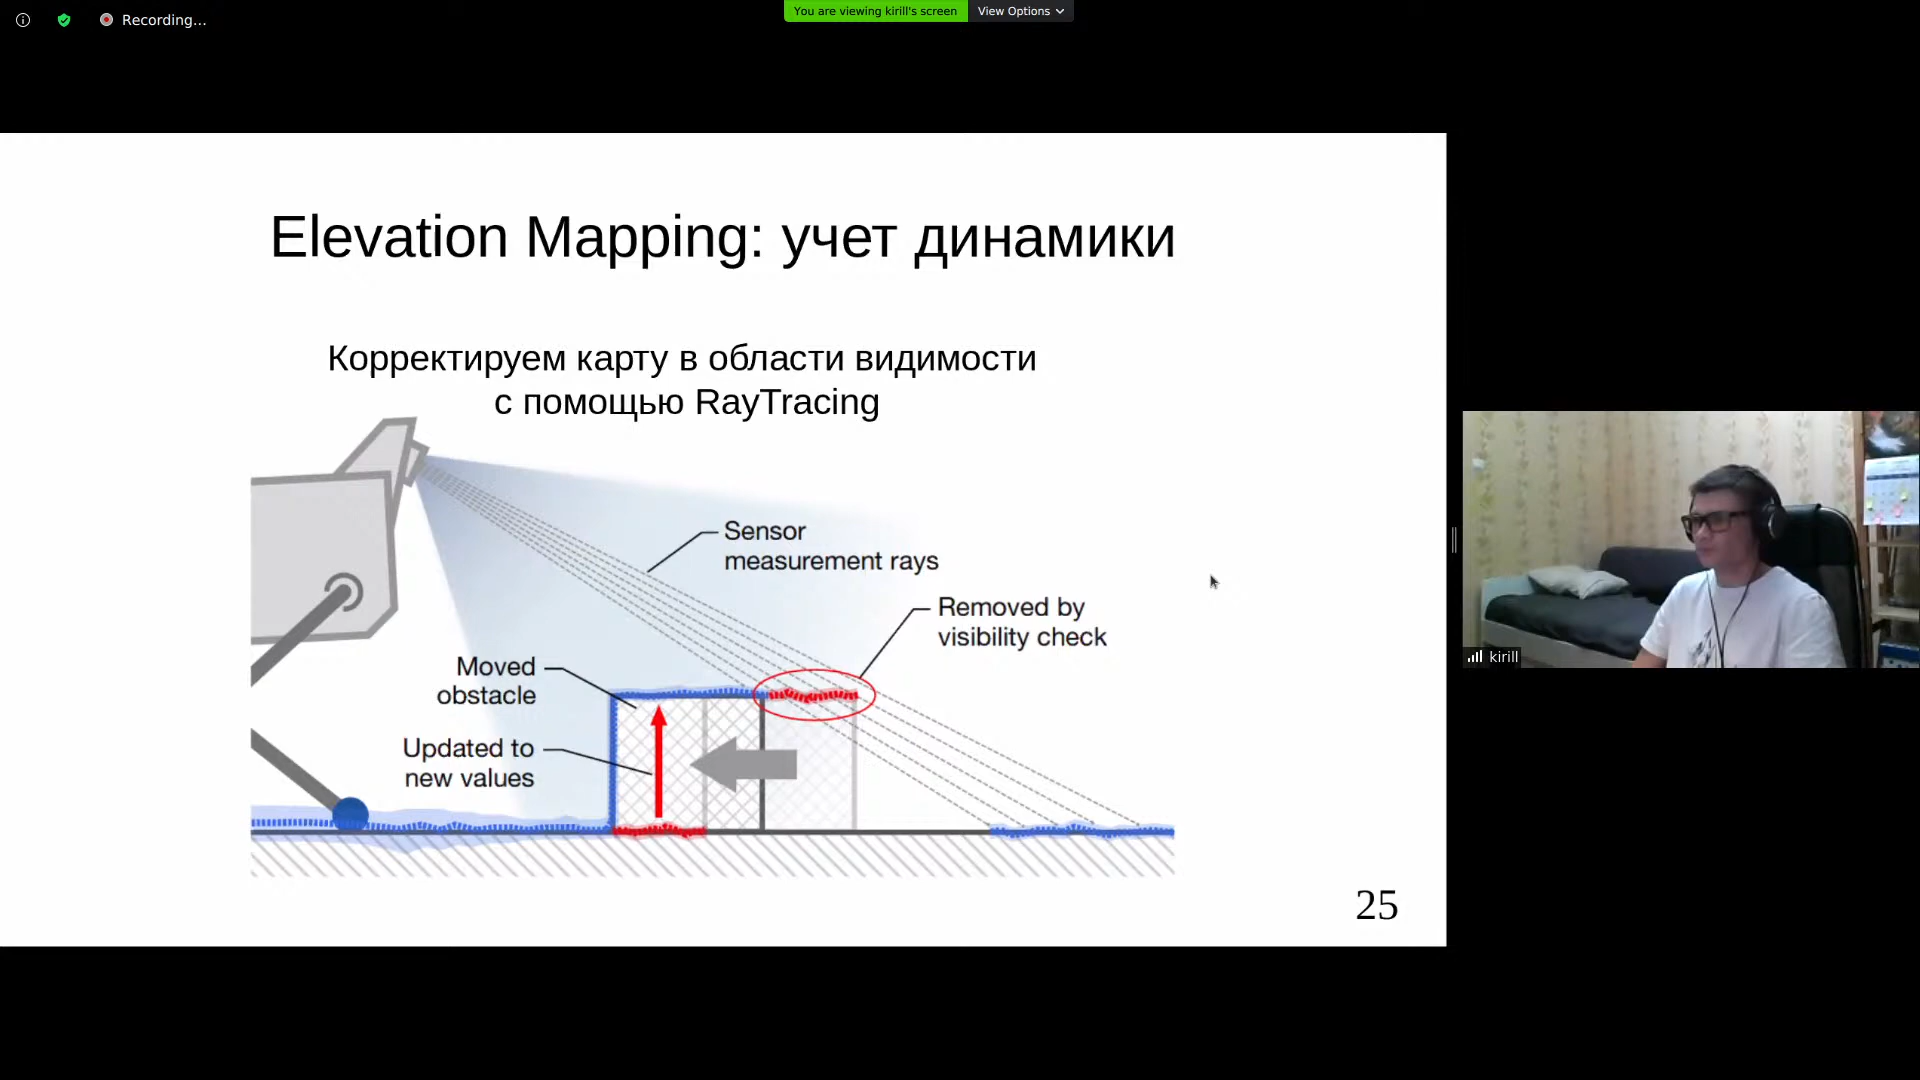 Recording...
You are viewing kirill's screen
View Options
Elevation Mapping: учет динамики
Корректируем карту в области видимости
с помощью RayTracing
Sensor
measurement rays
Removed by
visibility check
Moved
obstacle
Updated to
new values
25
kirill